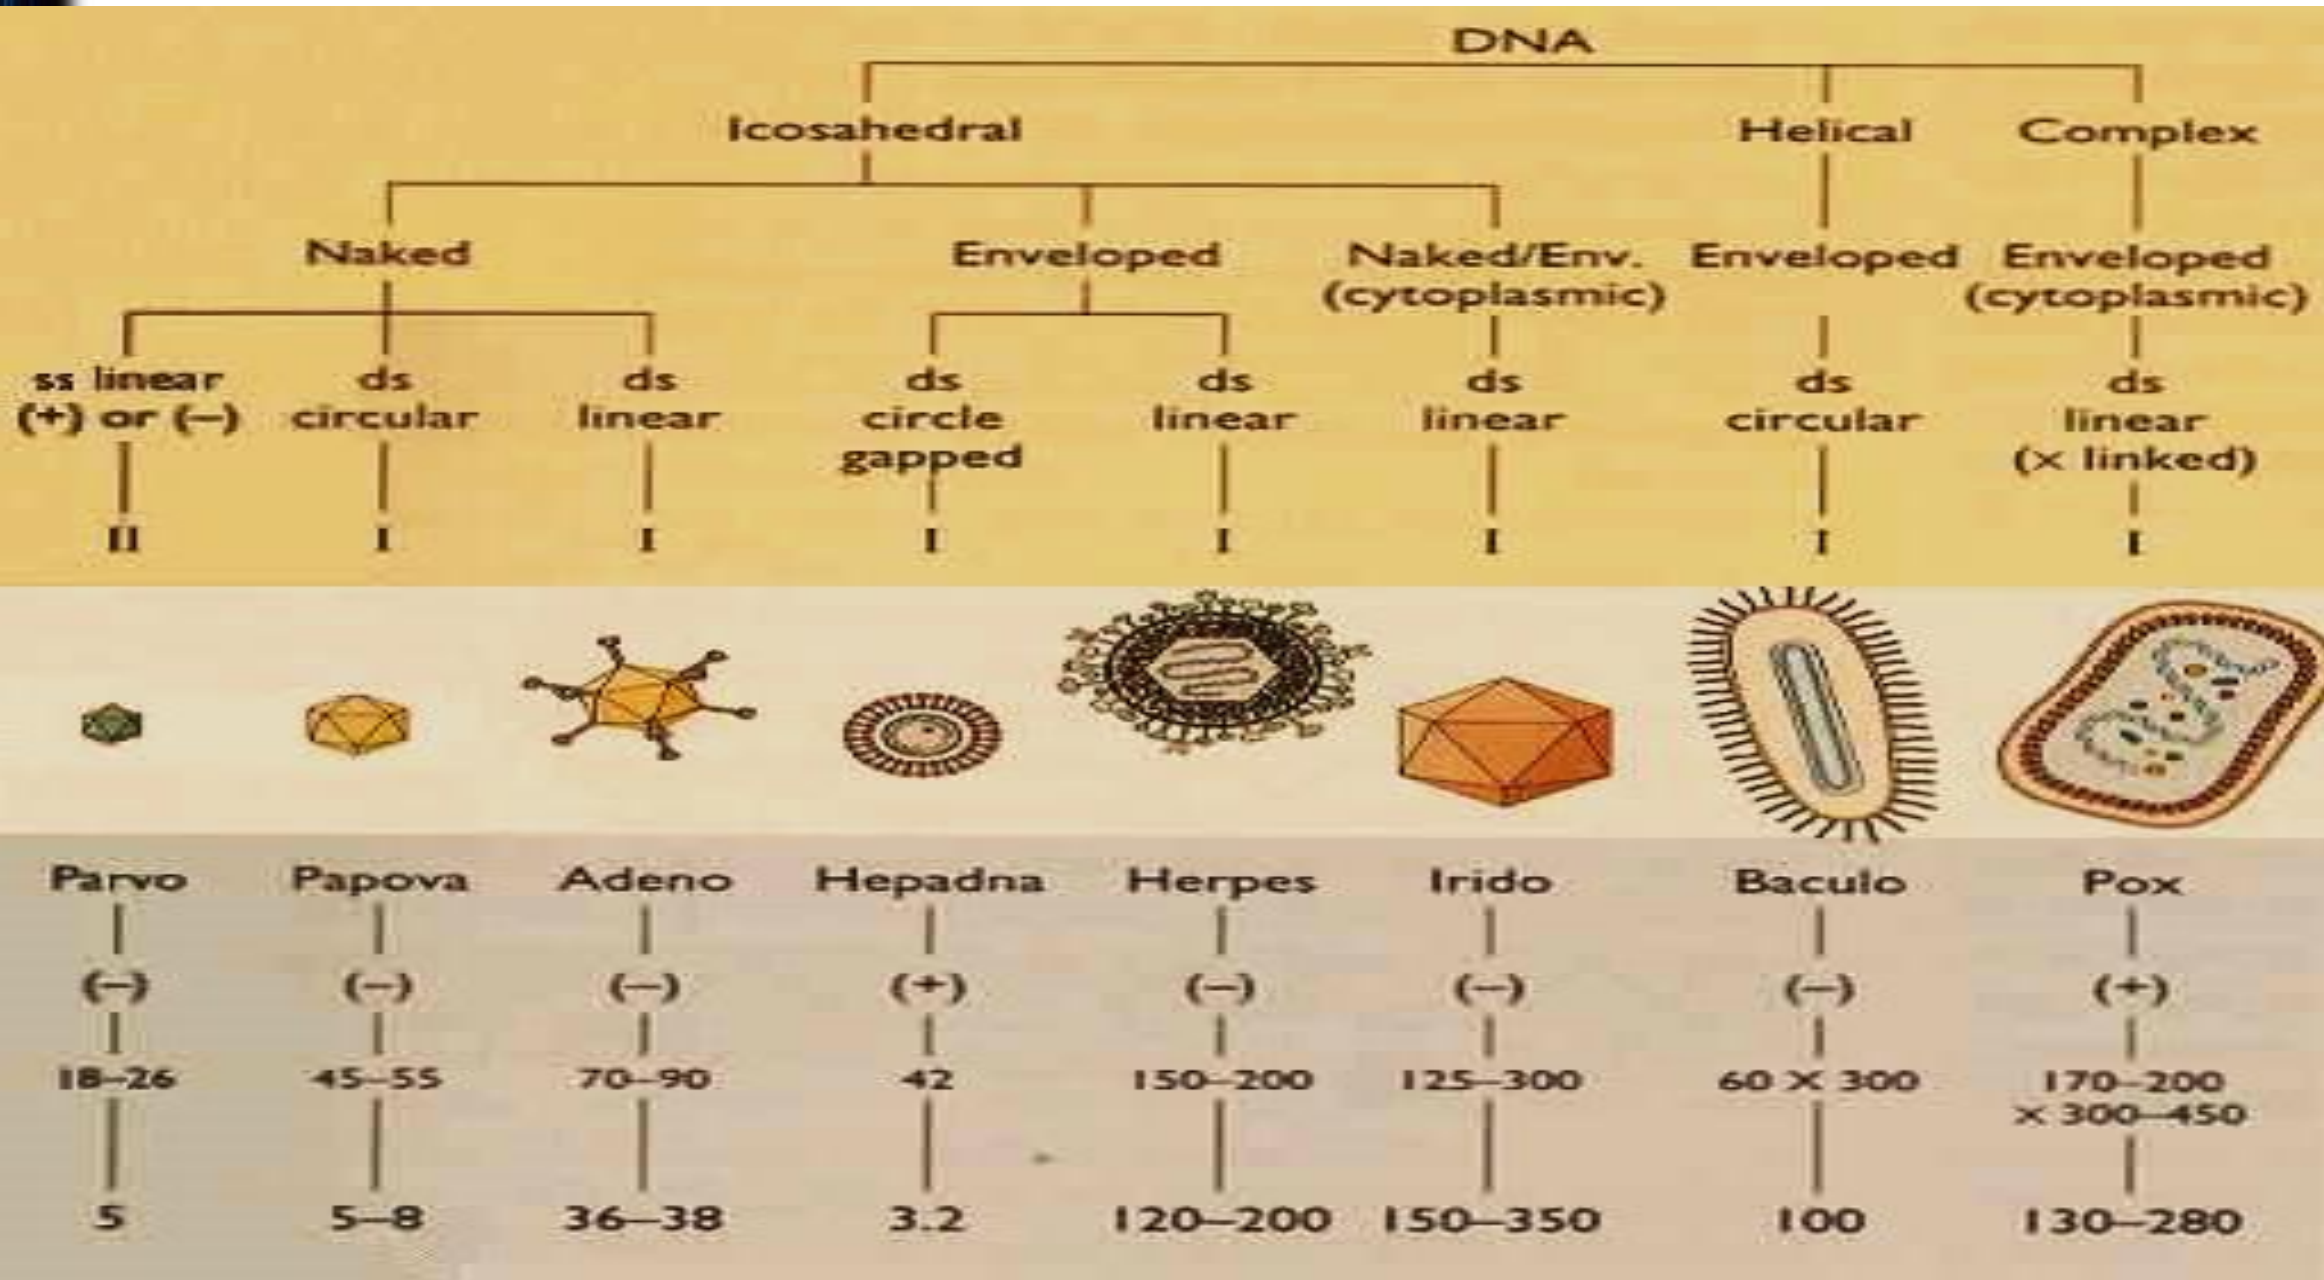 DNA
Icosahedral Helical Complex
Naked Enveloped Naked/Env. Enveloped Enveloped
(cytoplasmic) (cytoplasmic)
ss linear ds ds ds ds ds ds ds
(+) or (–) circular linear circle linear linear circular linear
gapped (x linked)
II I I I I I I I
Parvo Papova Adeno Hepadna Herpes Irido Baculo Pox
(–) (–) (–) (+) (–) (–) (–) (+)
18–26 45–55 70–90 42 150–200 125–300 60 X 300 170–200
x 300–450
5 5–8 36–38 3.2 120–200 150–350 100 130–280